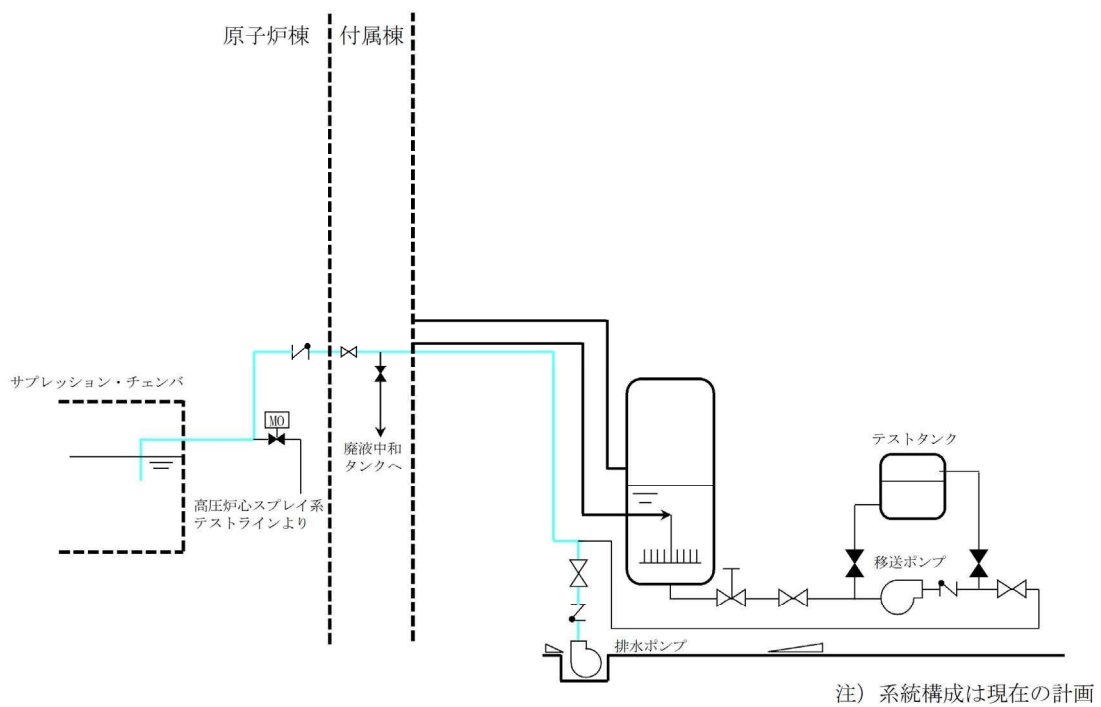 原子炉棟
付属棟
サプレッション・チェンバ
MO
高圧炉心スプレイ系
テストラインより
廃液中和
タンクへ
テストタンク
移送ポンプ
排水ポンプ
注）系統構成は現在の計画